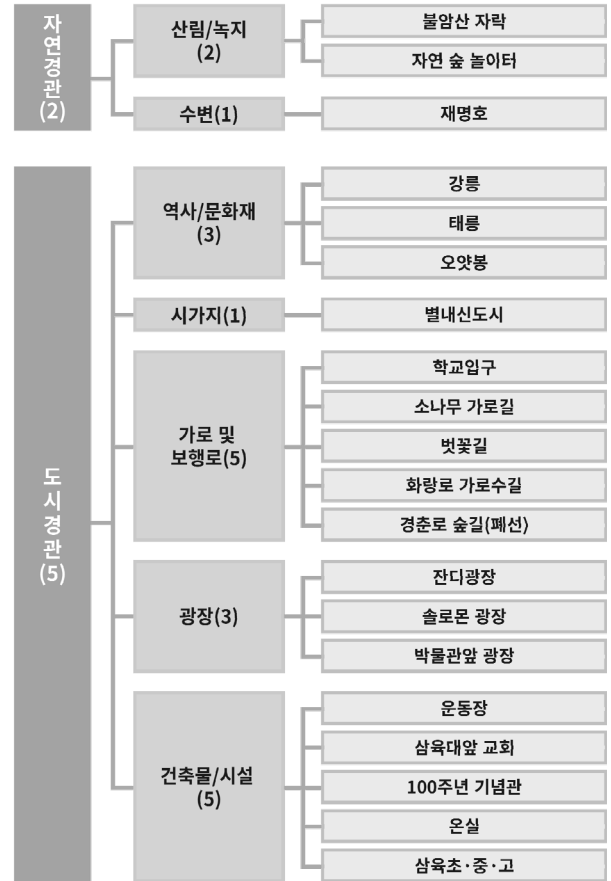 자연경관
(2)
산림/녹지
(2)
불암산 자락
자연 숲 놀이터
수변(1)
재명호
도시경관
(5)
역사/문화재
(3)
강릉
태릉
오얏봉
시가지(1)
별내신도시
가로 및
보행로(5)
학교입구
소나무 가로길
벗꽃길
화랑로 가로수길
경춘로 숲길(폐선)
광장(3)
잔디광장
솔로몬 광장
박물관앞 광장
건축물/시설
(5)
운동장
삼육대앞 교회
100주년 기념관
온실
삼육초·중·고